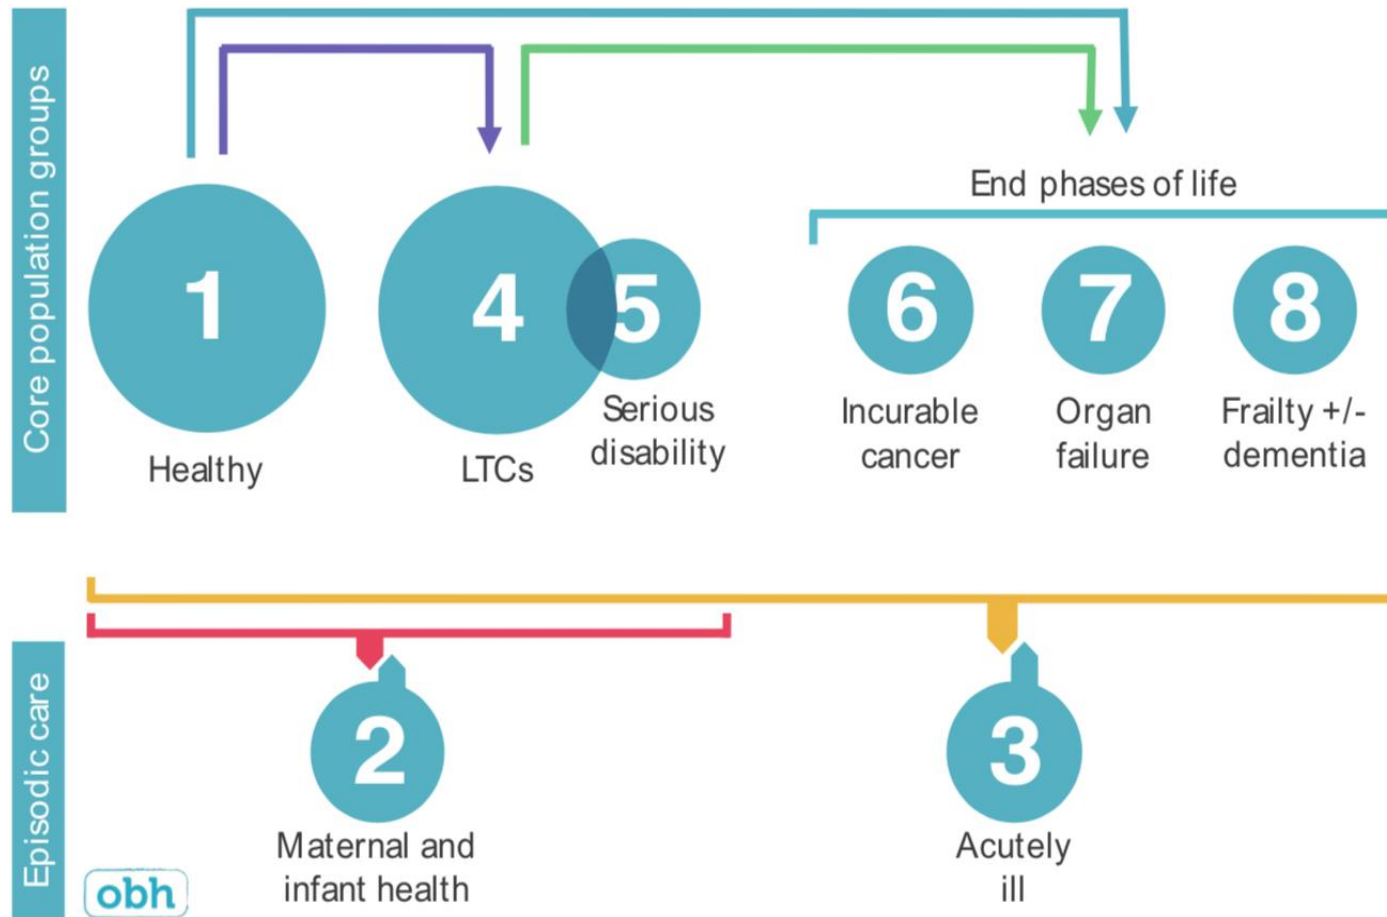 Core population groups
End phases of life
1
4
5
6
7
8
Healthy
LTCs
Serious
disability
Incurable
cancer
Organ
failure
Frailty +/-
dementia
Episodic care
2
3
Maternal and
infant health
Acutely
ill
obh